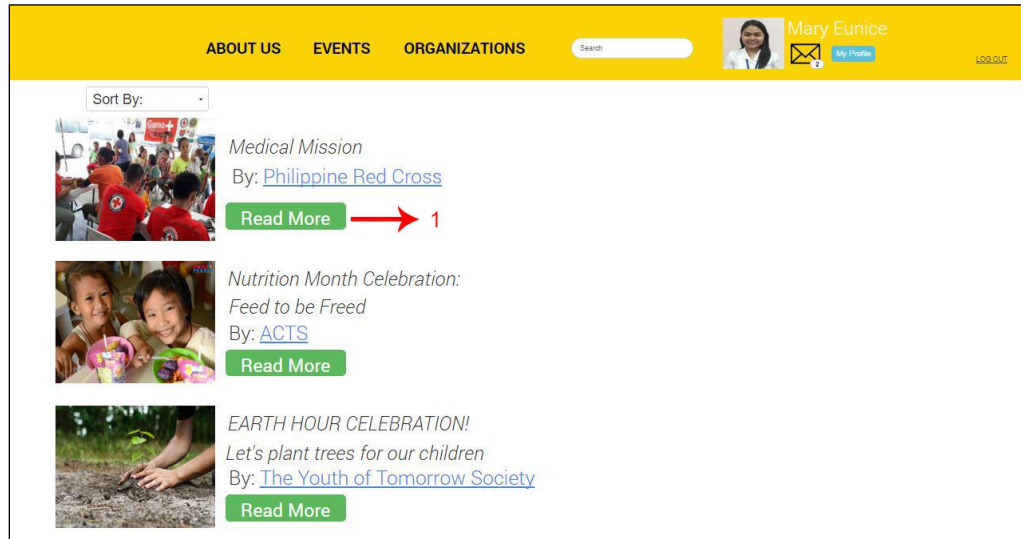 Mary Eunice
ABOUT US EVENTS ORGANIZATIONS Search
2 My Profile
LOG OUT
Sort By:
Gamot
Medical Mission
By: Philippine Red Cross
Read More 1
Nutrition Month Celebration:
Feed to be Freed
By: ACTS
Read More
EARTH HOUR CELEBRATION!
Let's plant trees for our children
By: The Youth of Tomorrow Society
Read More